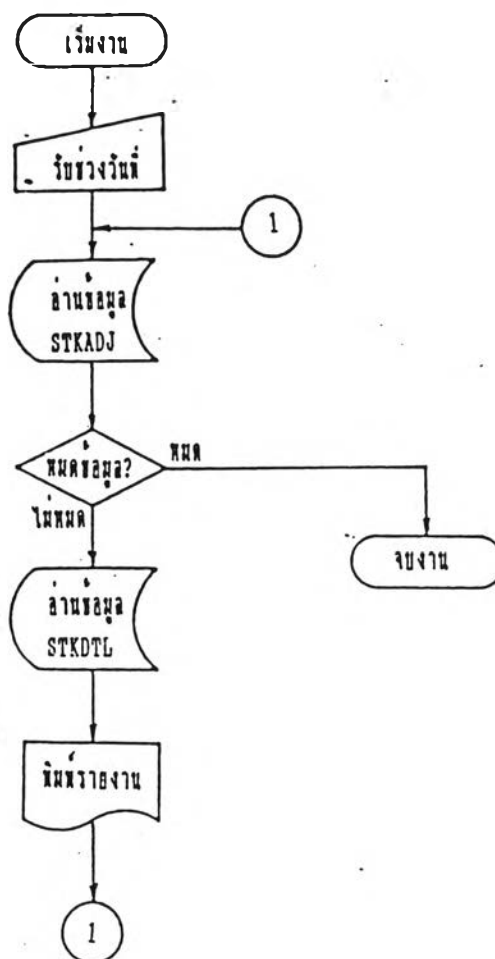 เริ่มงาน
รับช่วงวันที่
1
อ่านข้อมูล
STKADJ
หมดข้อมูล?
หมด
ไม่หมด
จบงาน
อ่านข้อมูล
STKDTL
พิมพ์รายงาน
1